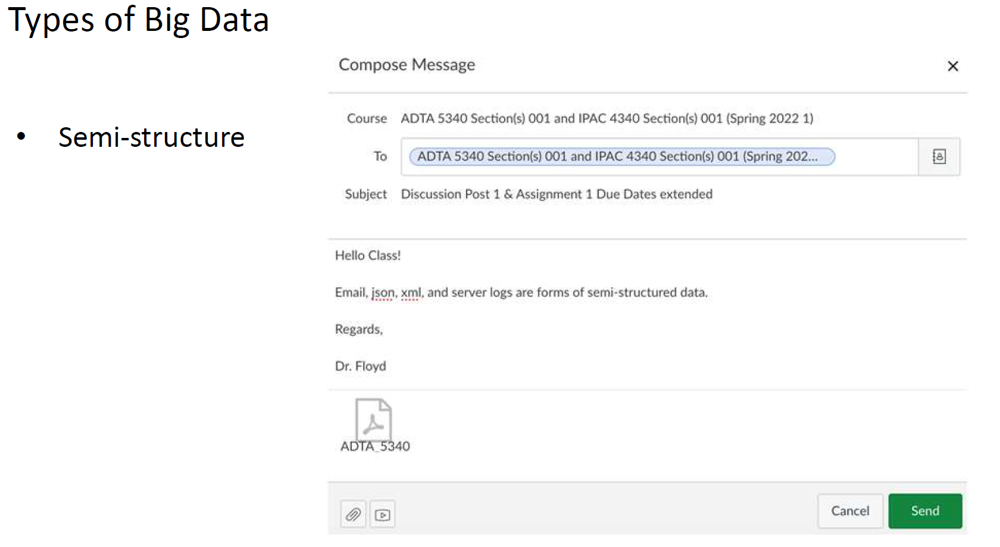 Types of Big Data
• Semi-structure
Compose Message
Course ADTA 5340 Section(s) 001 and IPAC 4340 Section(s) 001 (Spring 2022 1)
To ADTA 5340 Section(s) 001 and IPAC 4340 Section(s) 001 (Spring 202...
Subject Discussion Post 1 & Assignment 1 Due Dates extended
Hello Class!
Email, json, xml, and server logs are forms of semi-structured data.
Regards,
Dr. Floyd
ADTA_5340
Cancel Send